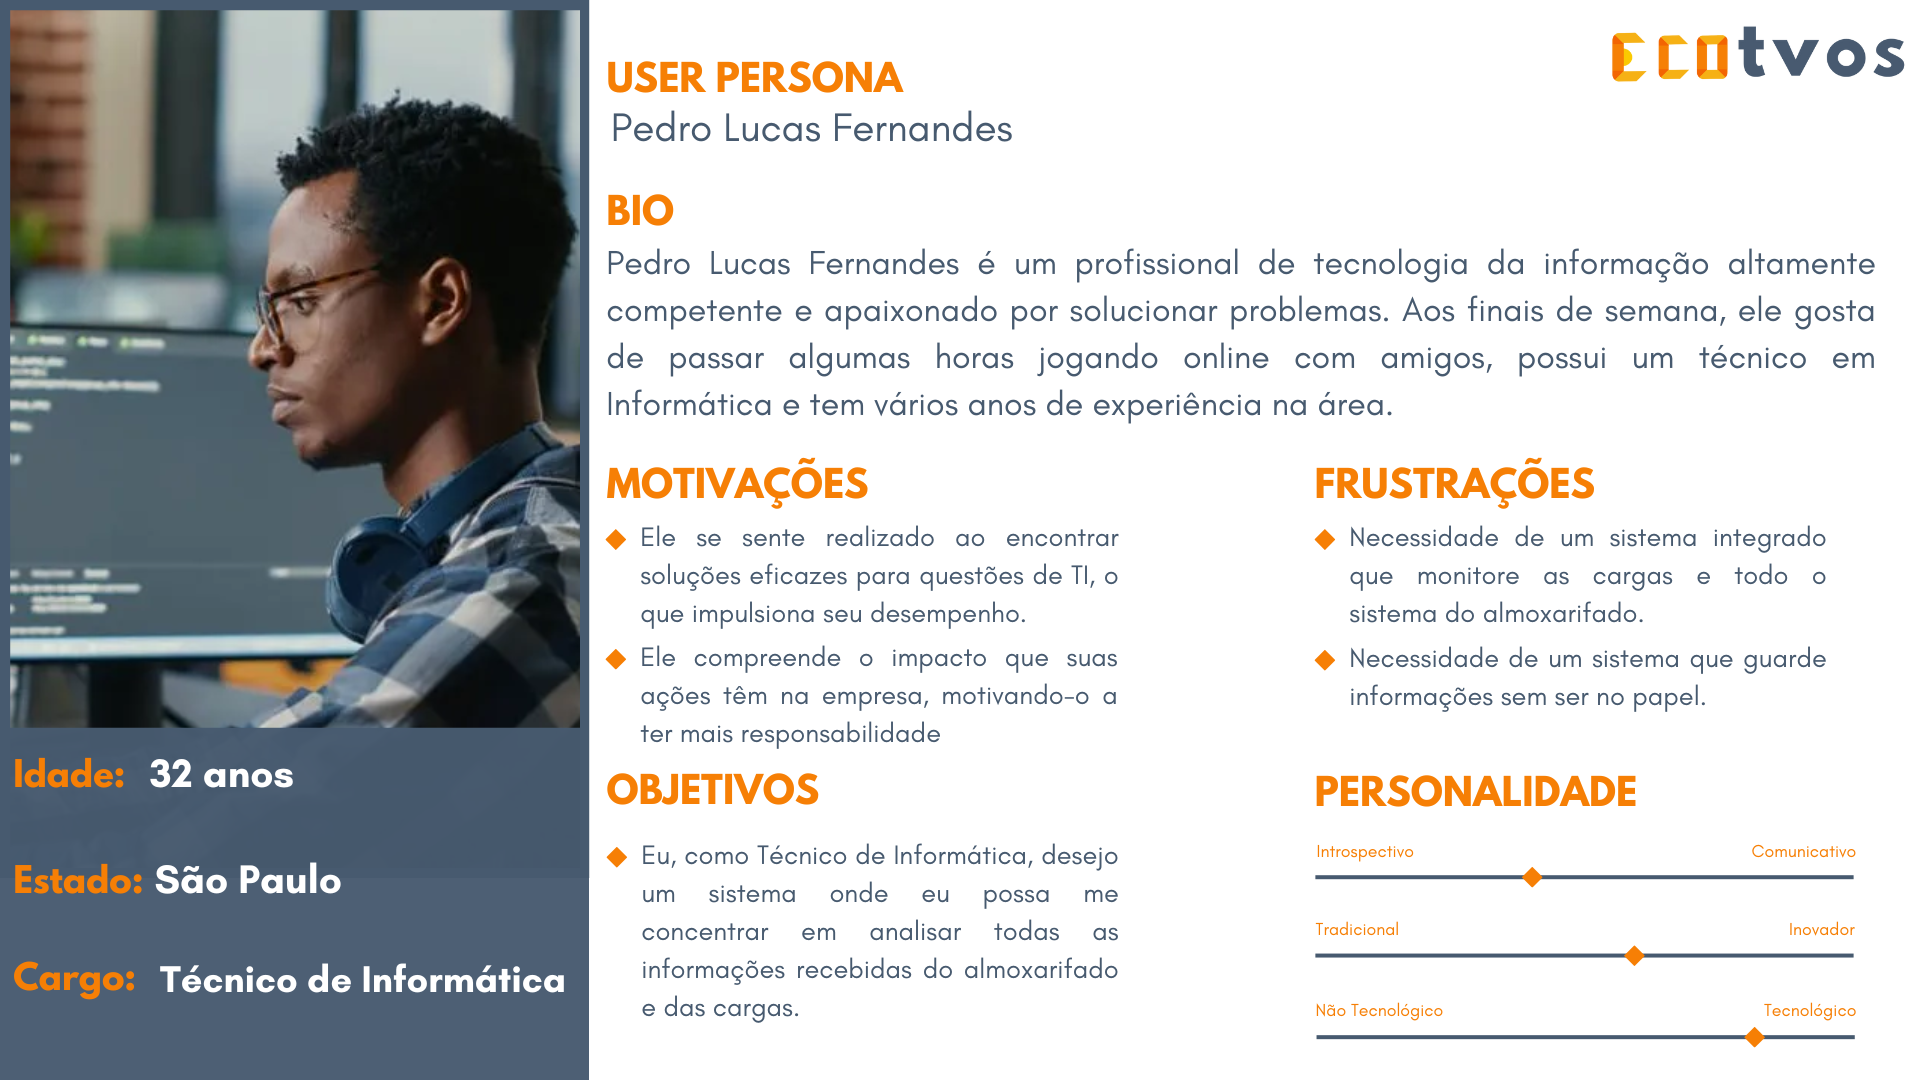 ecotvos
USER PERSONA
Pedro Lucas Fernandes
BIO
Pedro Lucas Fernandes é um profissional de tecnologia da informação altamente
competente e apaixonado por solucionar problemas. Aos finais de semana, ele gosta
de passar algumas horas jogando online com amigos, possui um técnico em
Informática e tem vários anos de experiência na área.
MOTIVAÇÕES
Ele se sente realizado ao encontrar
soluções eficazes para questões de TI, o
que impulsiona seu desempenho.
Ele compreende o impacto que suas
ações têm na empresa, motivando-o a
ter mais responsabilidade
FRUSTRAÇÕES
Necessidade de um sistema integrado
que monitore as cargas e todo o
sistema do almoxarifado.
Necessidade de um sistema que guarde
informações sem ser no papel.
OBJETIVOS
Eu, como Técnico de Informática, desejo
um sistema onde eu possa me
concentrar em analisar todas as
informações recebidas do almoxarifado
e das cargas.
PERSONALIDADE
Introspectivo Comunicativo
Tradicional Inovador
Não Tecnológico Tecnológico
Idade: 32 anos
Estado: São Paulo
Cargo: Técnico de Informática